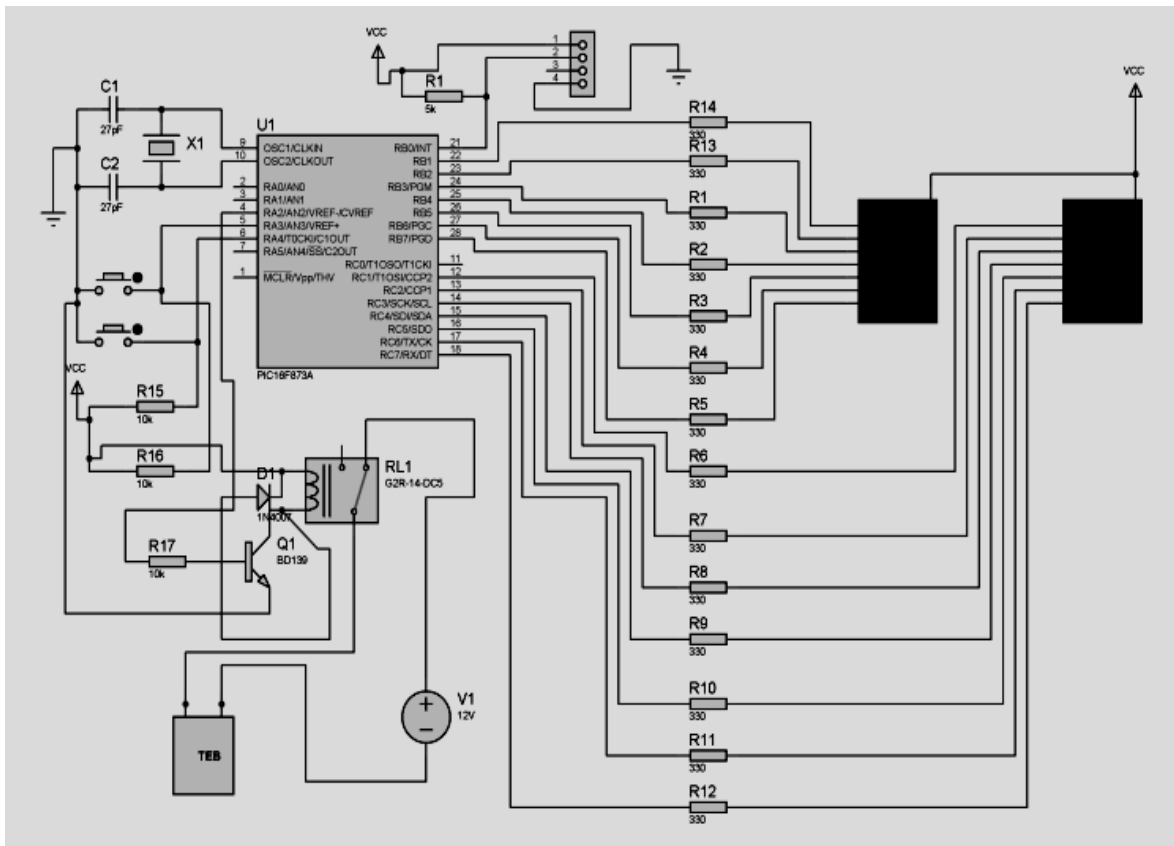 VCC
1
2
3
4
R1
5k
VCC
C1
27pF
X1
C2
27pF
U1
9
OSC1/CLKIN
10
OSC2/CLKOUT
2
RA0/AN0
3
RA1/AN1
4
RA2/AN2/VREF-/CVREF
5
RA3/AN3/VREF+
6
RA4/T0CKI/C1OUT
7
RA5/AN4/SS/C2OUT
1
MCLR/Vpp/THV
RB0/INT
21
RB1
22
RB2
23
RB3/PGM
24
RB4
25
RB5
26
RB6/PGC
27
RB7/PGD
28
RC0/T1OSO/T1CKI
11
RC1/T1OSI/CCP2
12
RC2/CCP1
13
RC3/SCK/SCL
14
RC4/SDI/SDA
15
RC5/SDO
16
RC6/TX/CK
17
RC7/RX/DT
18
PIC16F873A
R14
330
R13
330
R1
330
R2
330
R3
330
R4
330
R5
330
R6
330
R7
330
R8
330
R9
330
R10
330
R11
330
R12
330
VCC
R15
10k
R16
10k
D1
1N4007
RL1
G2R-14-DC5
R17
10k
Q1
BD139
V1
12V
TEB